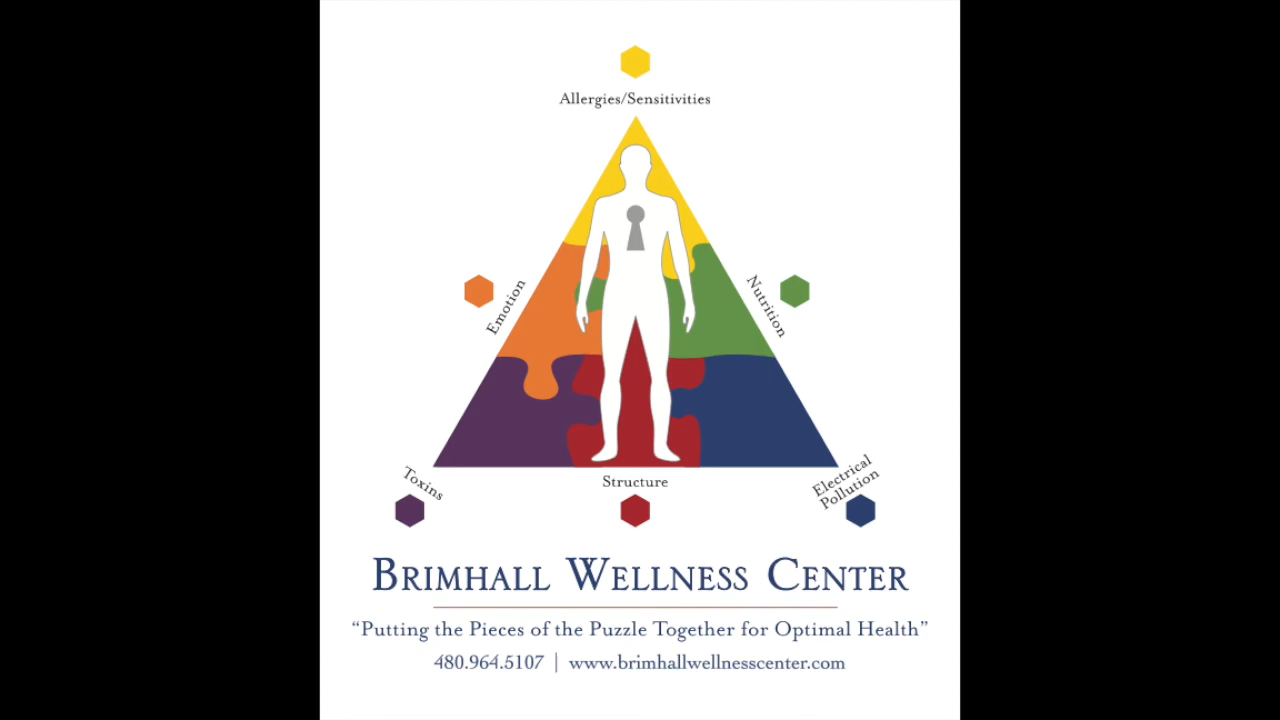 Allergies/Sensitivities
Emotion
Nutrition
Toxins
Structure
Electrical
Pollution
BRIMHALL WELLNESS CENTER
“Putting the Pieces of the Puzzle Together for Optimal Health”
480.964.5107 | www.brimhallwellnesscenter.com